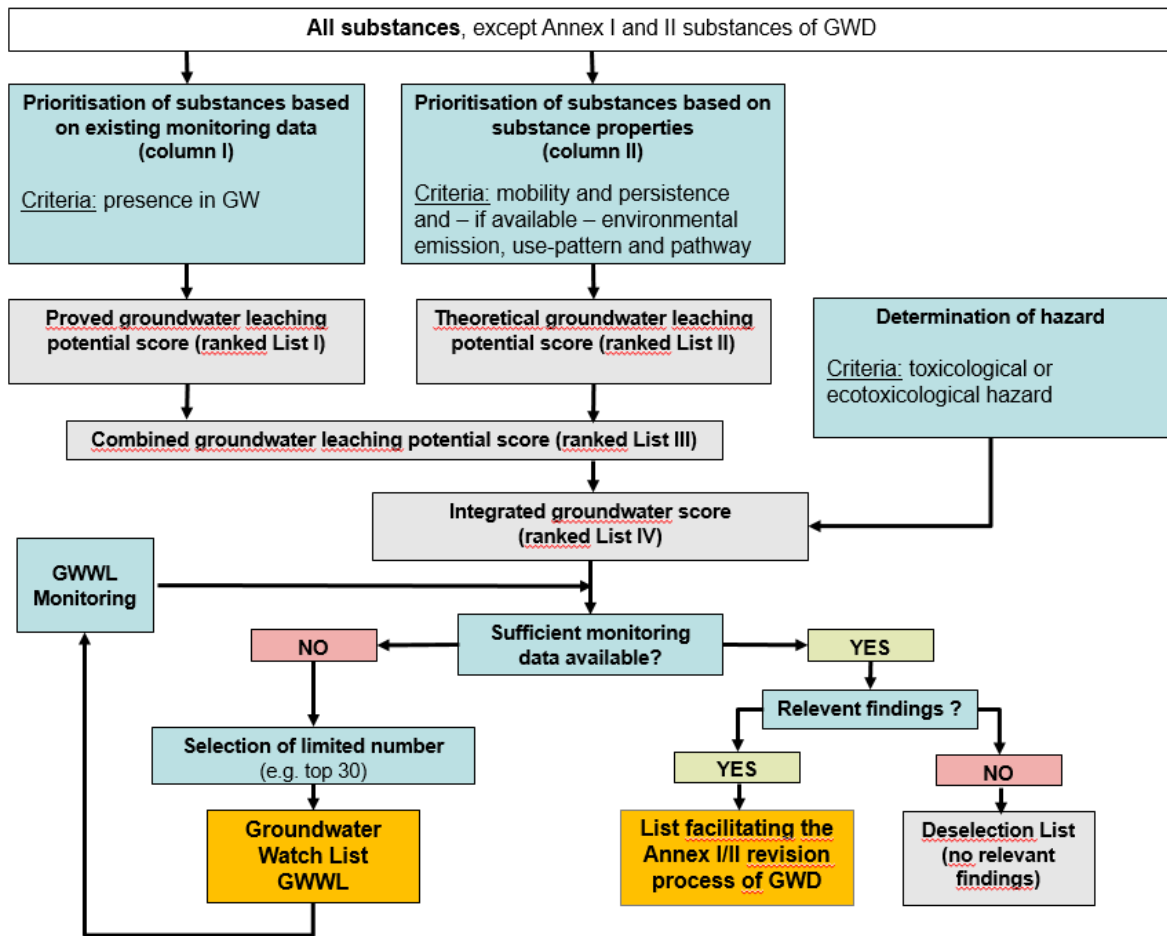 All substances, except Annex I and II substances of GWD
Prioritisation of substances based
on existing monitoring data
(column I)
Criteria: presence in GW
Prioritisation of substances based on
substance properties
(column II)
Criteria: mobility and persistence
and – if available – environmental
emission, use-pattern and pathway
Proved groundwater leaching
potential score (ranked List I)
Theoretical groundwater leaching
potential score (ranked List II)
Determination of hazard
Criteria: toxicological or
ecotoxicological hazard
Combined groundwater leaching potential score (ranked List III)
Integrated groundwater score
(ranked List IV)
GWWL
Monitoring
Sufficient monitoring
data available?
NO
YES
Relevent findings ?
Selection of limited number
(e.g. top 30)
YES
NO
Groundwater
Watch List
GWWL
List facilitating the
Annex I/II revision
process of GWD
Deselection List
(no relevant
findings)